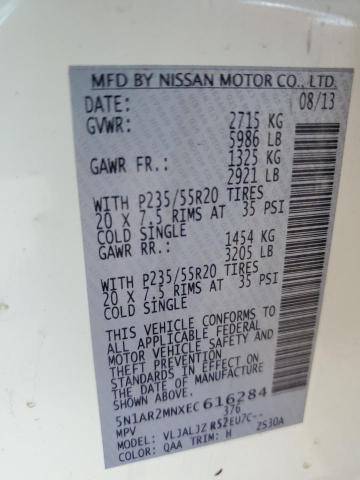 MFD BY NISSAN MOTOR CO., LTD.
DATE: 08/13
GVWR: 2715 KG
5986 LB
GAWR FR.: 1325 KG
2921 LB
WITH P235/55R20 TIRES
20 X 7.5 RIMS AT 35 PSI
COLD SINGLE
GAWR RR.: 1454 KG
3205 LB
WITH P235/55R20 TIRES
20 X 7.5 RIMS AT 35 PSI
COLD SINGLE
THIS VEHICLE CONFORMS TO
ALL APPLICABLE FEDERAL
MOTOR VEHICLE SAFETY AND
THEFT PREVENTION
STANDARDS IN EFFECT ON
THE DATE OF MANUFACTURE
SHOWN ABOVE.
5N1AR2MNXEC616284
MPV 376
MODEL: VLJALJZ RS2EU7C--
COLOR: QAA TRIM: H ZS30A